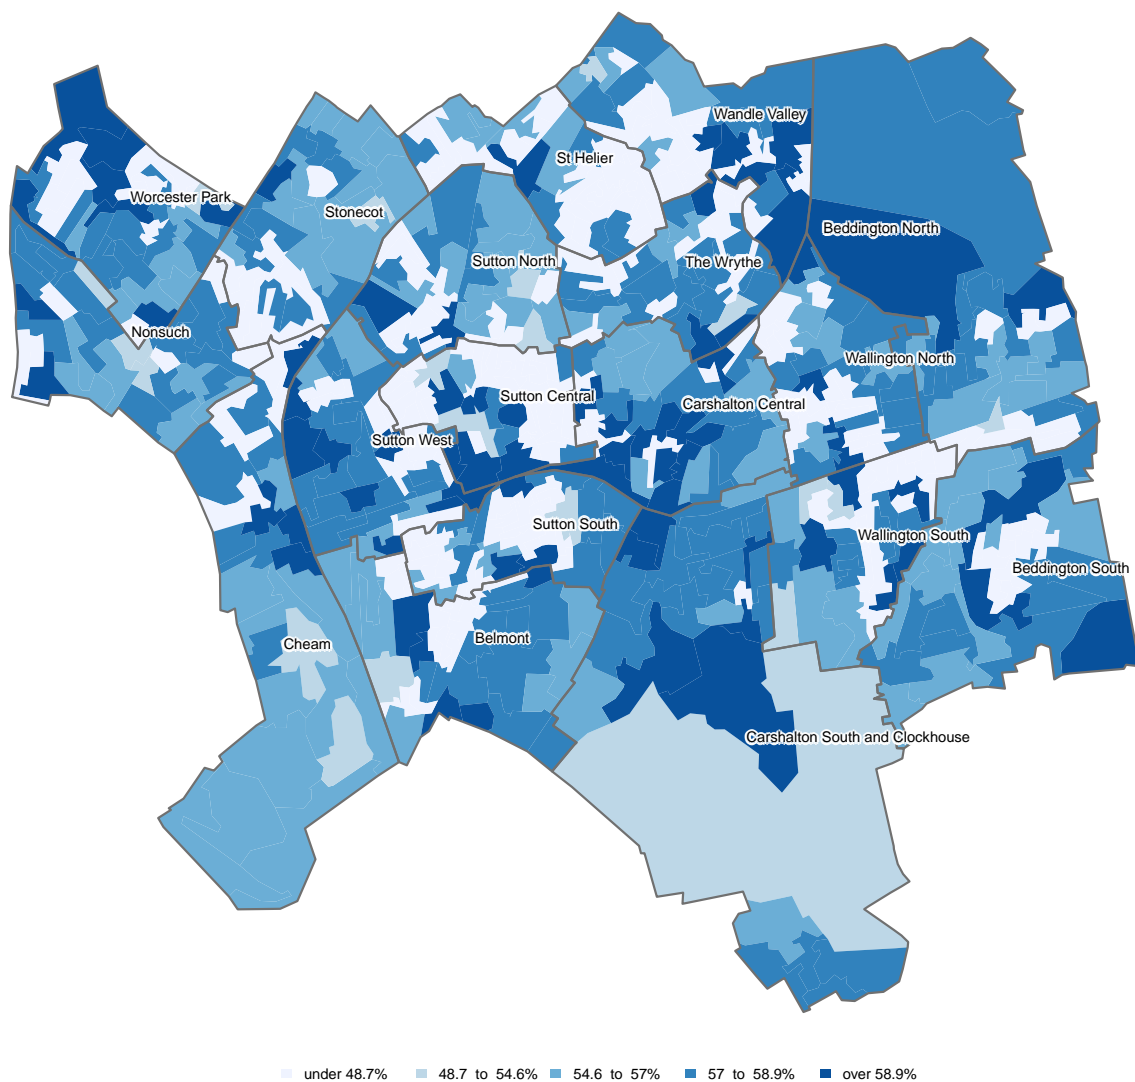 Wandle Valley
St Helier
Worcester Park
Stonecot
Beddington North
Sutton North
The Wrythe
Nonsuch
Wallington North
Sutton Central
Carshalton Central
Sutton West
Sutton South
Wallington South
Beddington South
Belmont
Cheam
Carshalton South and Clockhouse
under 48.7% 48.7 to 54.6% 54.6 to 57% 57 to 58.9% over 58.9%